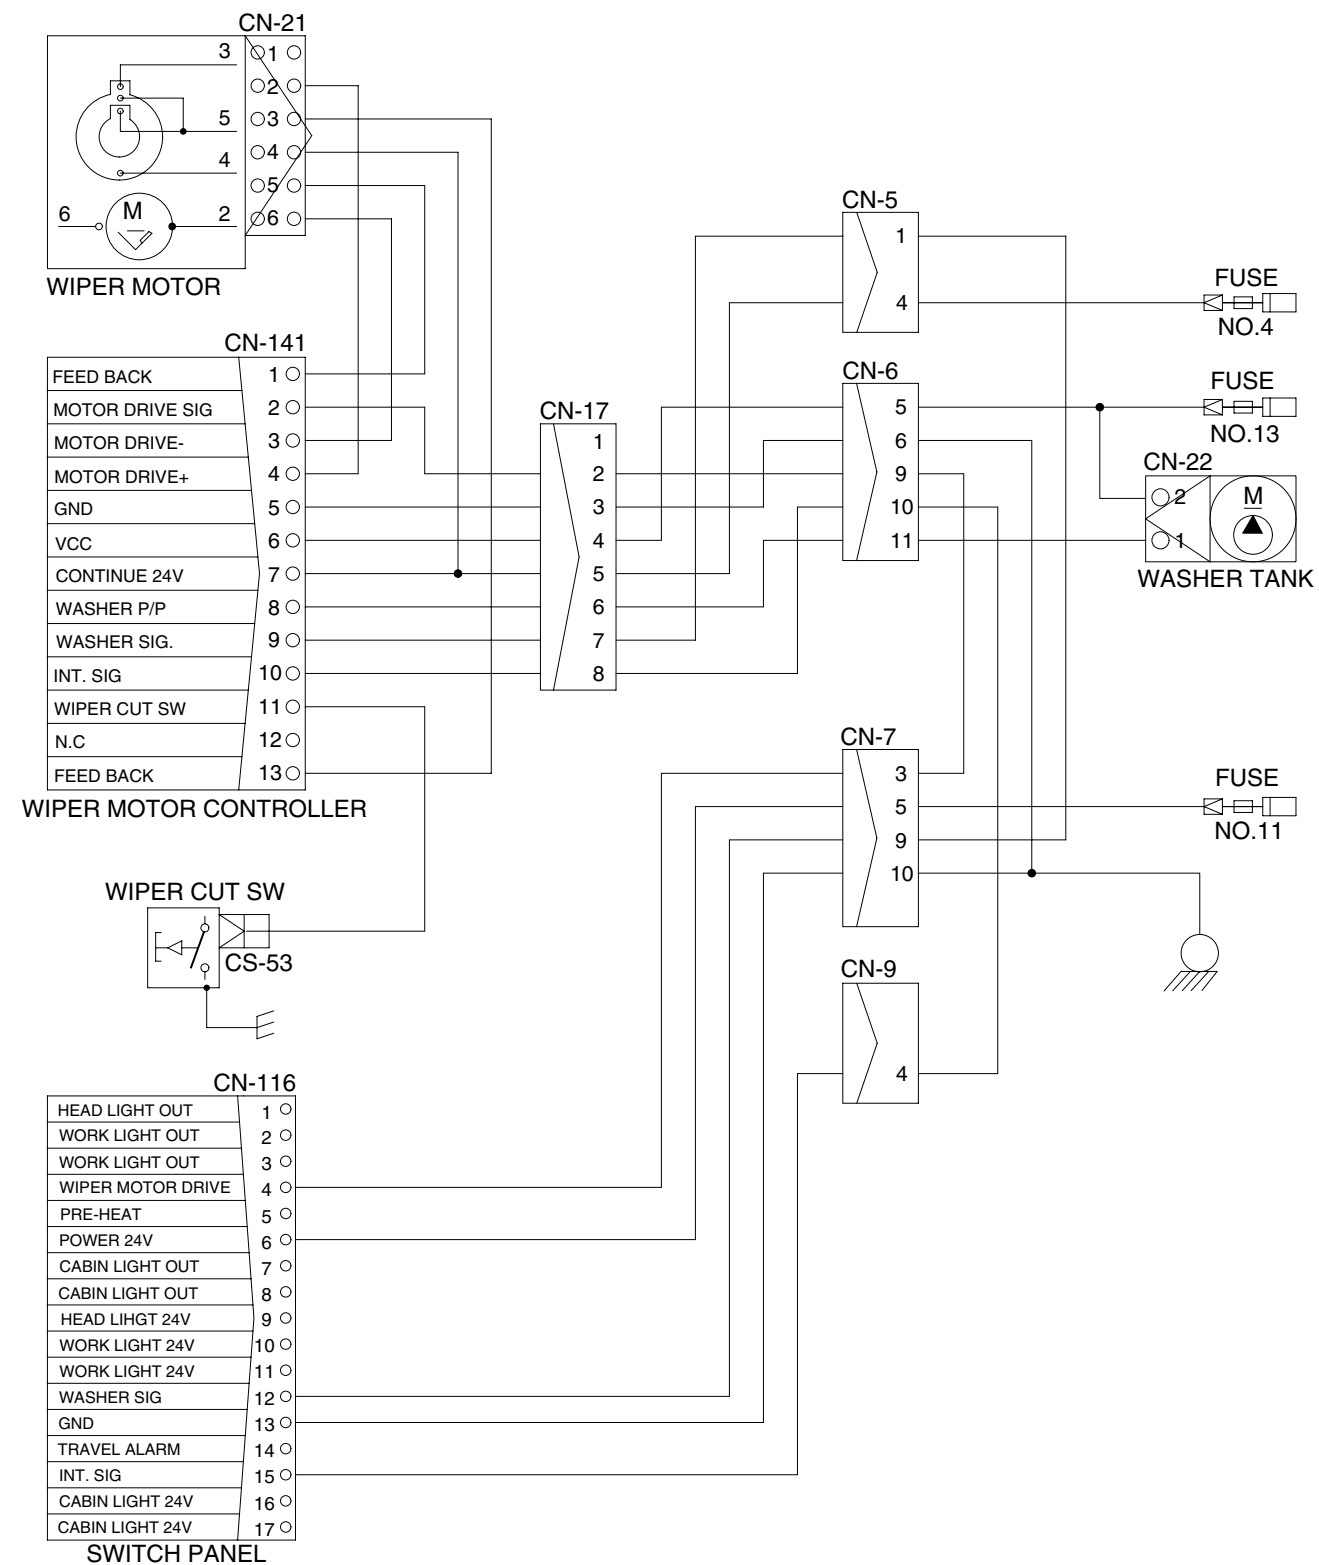 CN-21
3 1
2
5 3
4 4
5
6 M 2 6
WIPER MOTOR
CN-141
FEED BACK 1
MOTOR DRIVE SIG 2
MOTOR DRIVE- 3
MOTOR DRIVE+ 4
GND 5
VCC 6
CONTINUE 24V 7
WASHER P/P 8
WASHER SIG. 9
INT. SIG 10
WIPER CUT SW 11
N.C 12
FEED BACK 13
WIPER MOTOR CONTROLLER
CN-17
1
2
3
4
5
6
7
8
CN-5
1
4
FUSE
NO.4
CN-6
5
6
9
10
11
FUSE
NO.13
CN-22
2 M
1
WASHER TANK
CN-7
3
5
9
10
FUSE
NO.11
CN-9
4
WIPER CUT SW
CS-53
CN-116
HEAD LIGHT OUT 1
WORK LIGHT OUT 2
WORK LIGHT OUT 3
WIPER MOTOR DRIVE 4
PRE-HEAT 5
POWER 24V 6
CABIN LIGHT OUT 7
CABIN LIGHT OUT 8
HEAD LIHGT 24V 9
WORK LIGHT 24V 10
WORK LIGHT 24V 11
WASHER SIG 12
GND 13
TRAVEL ALARM 14
INT. SIG 15
CABIN LIGHT 24V 16
CABIN LIGHT 24V 17
SWITCH PANEL